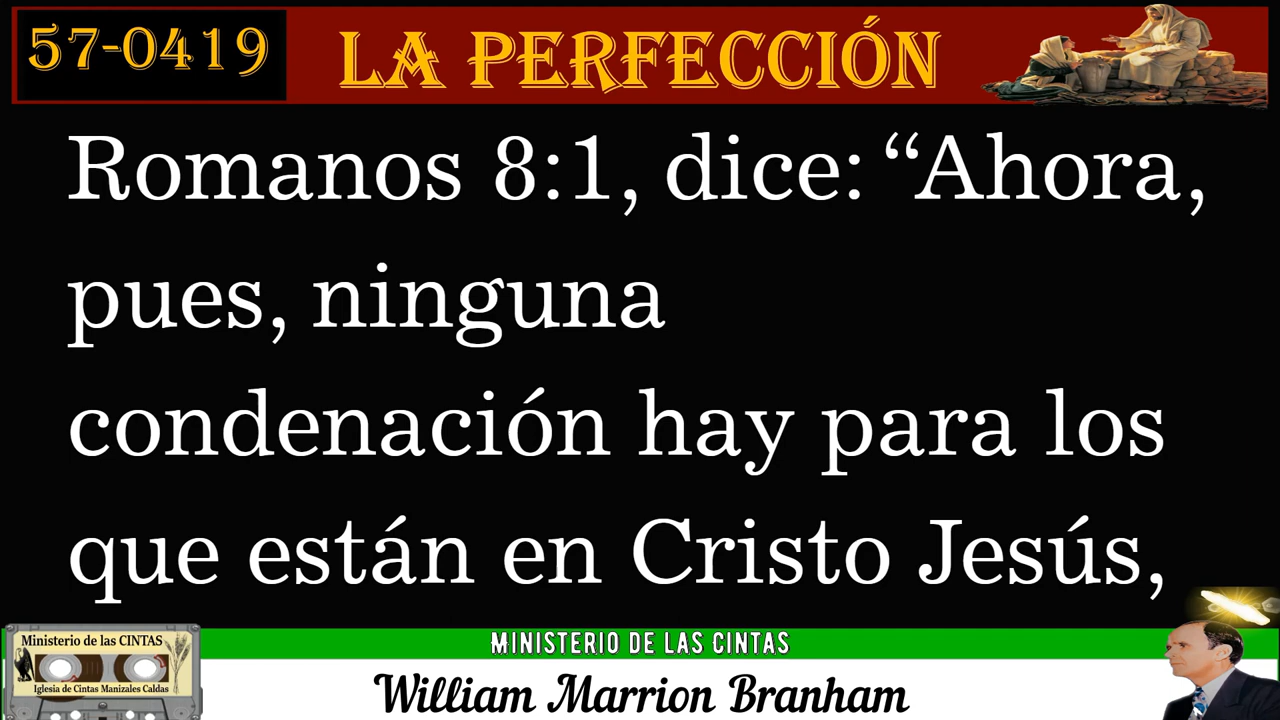 57-0419
LA PERFECCIÓN
Romanos 8:1, dice: “Ahora,
pues, ninguna
condenación hay para los
que están en Cristo Jesús,
MINISTERIO DE LAS CINTAS
Ministerio de las CINTAS
Iglesia de Cintas Manizales Caldas
William Marrion Branham